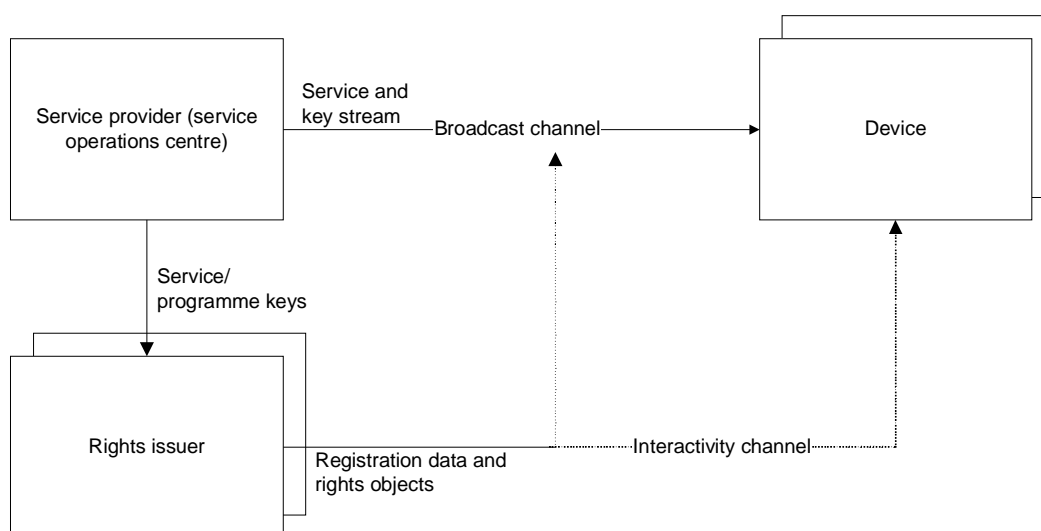 Service provider (service
operations centre)
Service and
key stream
Broadcast channel
Device
Service/
programme keys
Rights issuer
Registration data and
rights objects
Interactivity channel